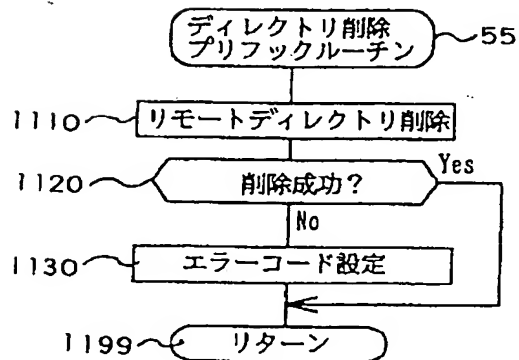 ディレクトリ削除
プリフックルーチン
55
1110
リモートディレクトリ削除
1120
削除成功?
Yes
No
1130
エラーコード設定
1199
リターン